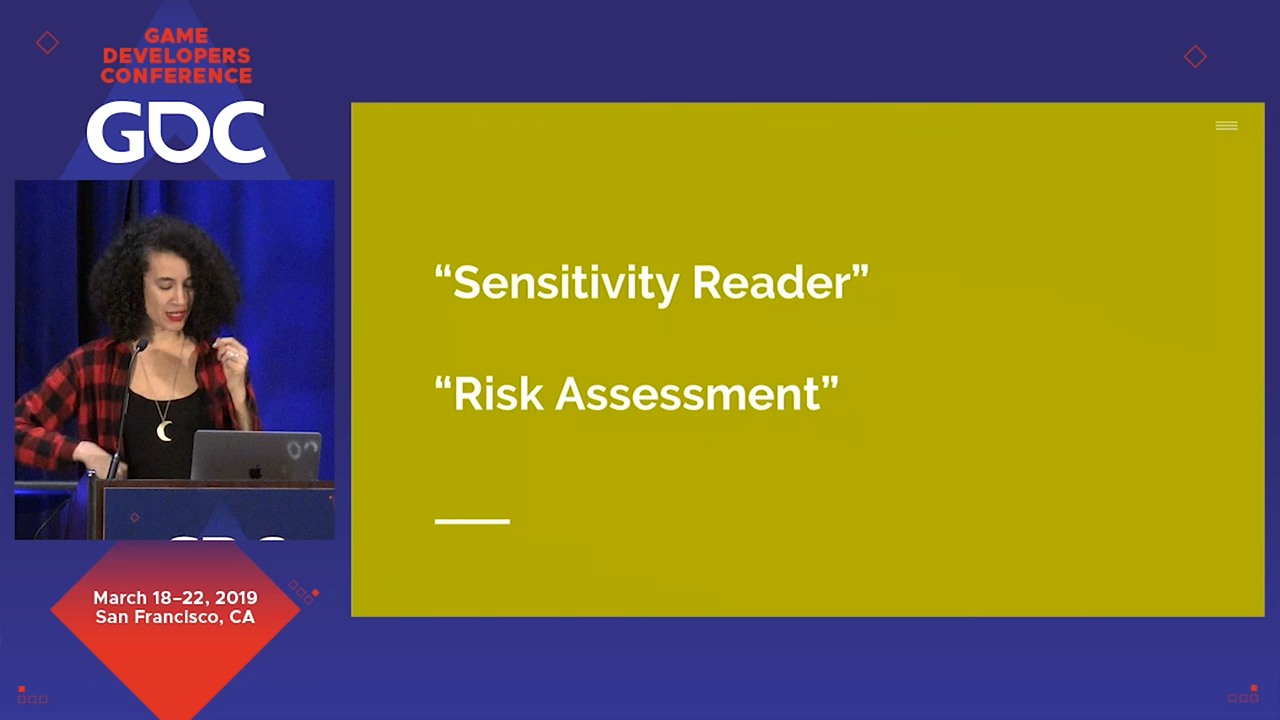 GAME
DEVELOPERS
CONFERENCE
GDC
“Sensitivity Reader”
“Risk Assessment”
March 18–22, 2019
San Francisco, CA